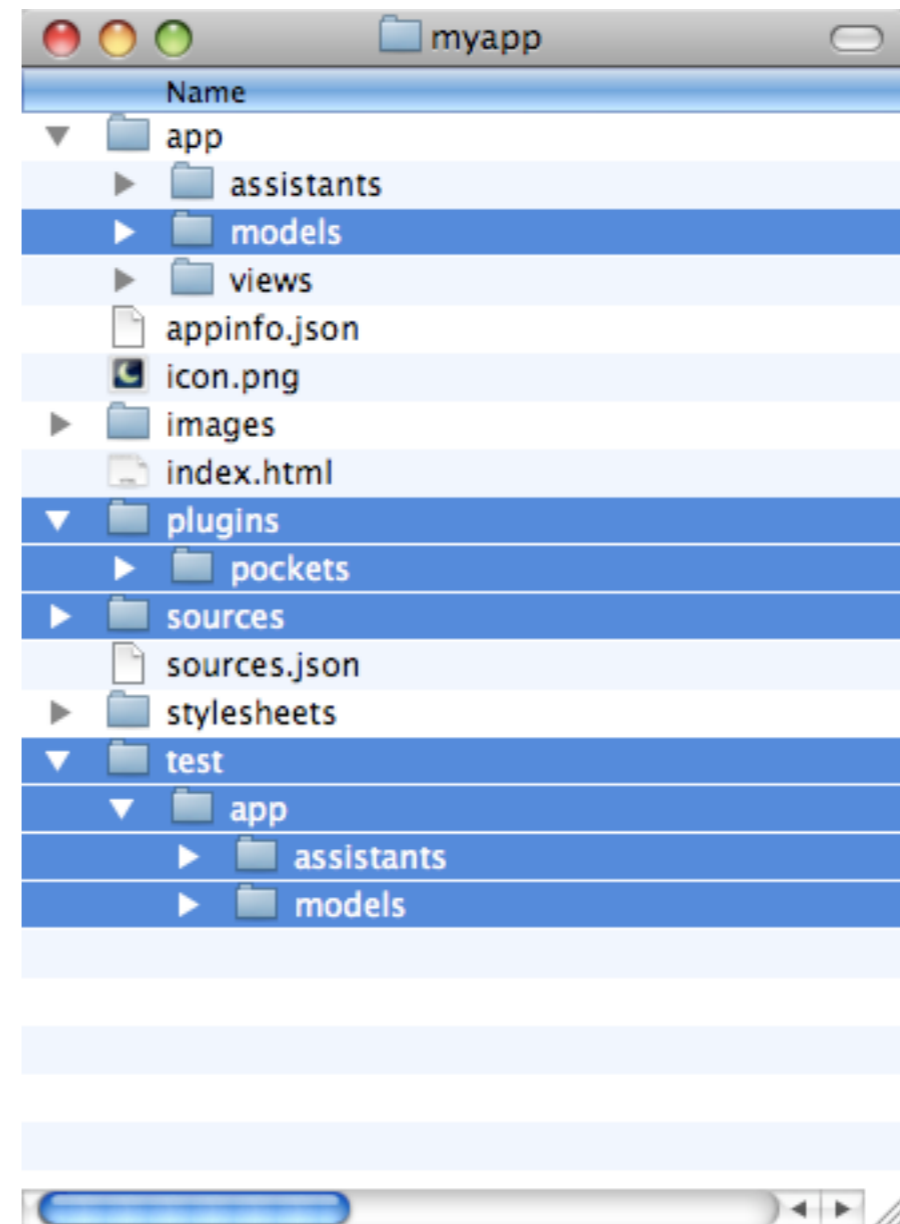 myapp
Name
app
assistants
models
views
appinfo.json
icon.png
images
index.html
plugins
pockets
sources
sources.json
stylesheets
test
app
assistants
models